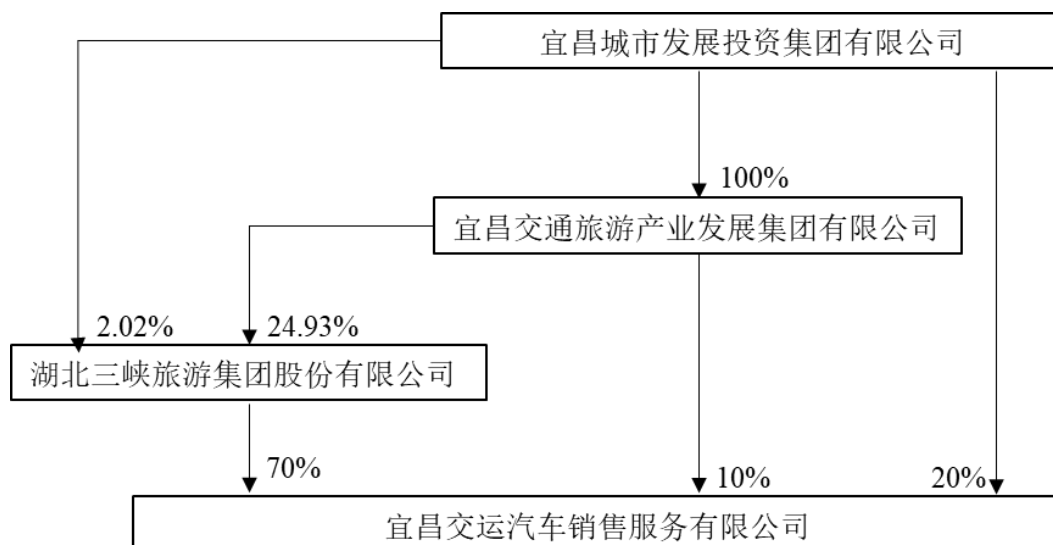 宜昌城市发展投资集团有限公司
100%
宜昌交通旅游产业发展集团有限公司
2.02%
24.93%
湖北三峡旅游集团股份有限公司
70%
10%
20%
宜昌交运汽车销售服务有限公司